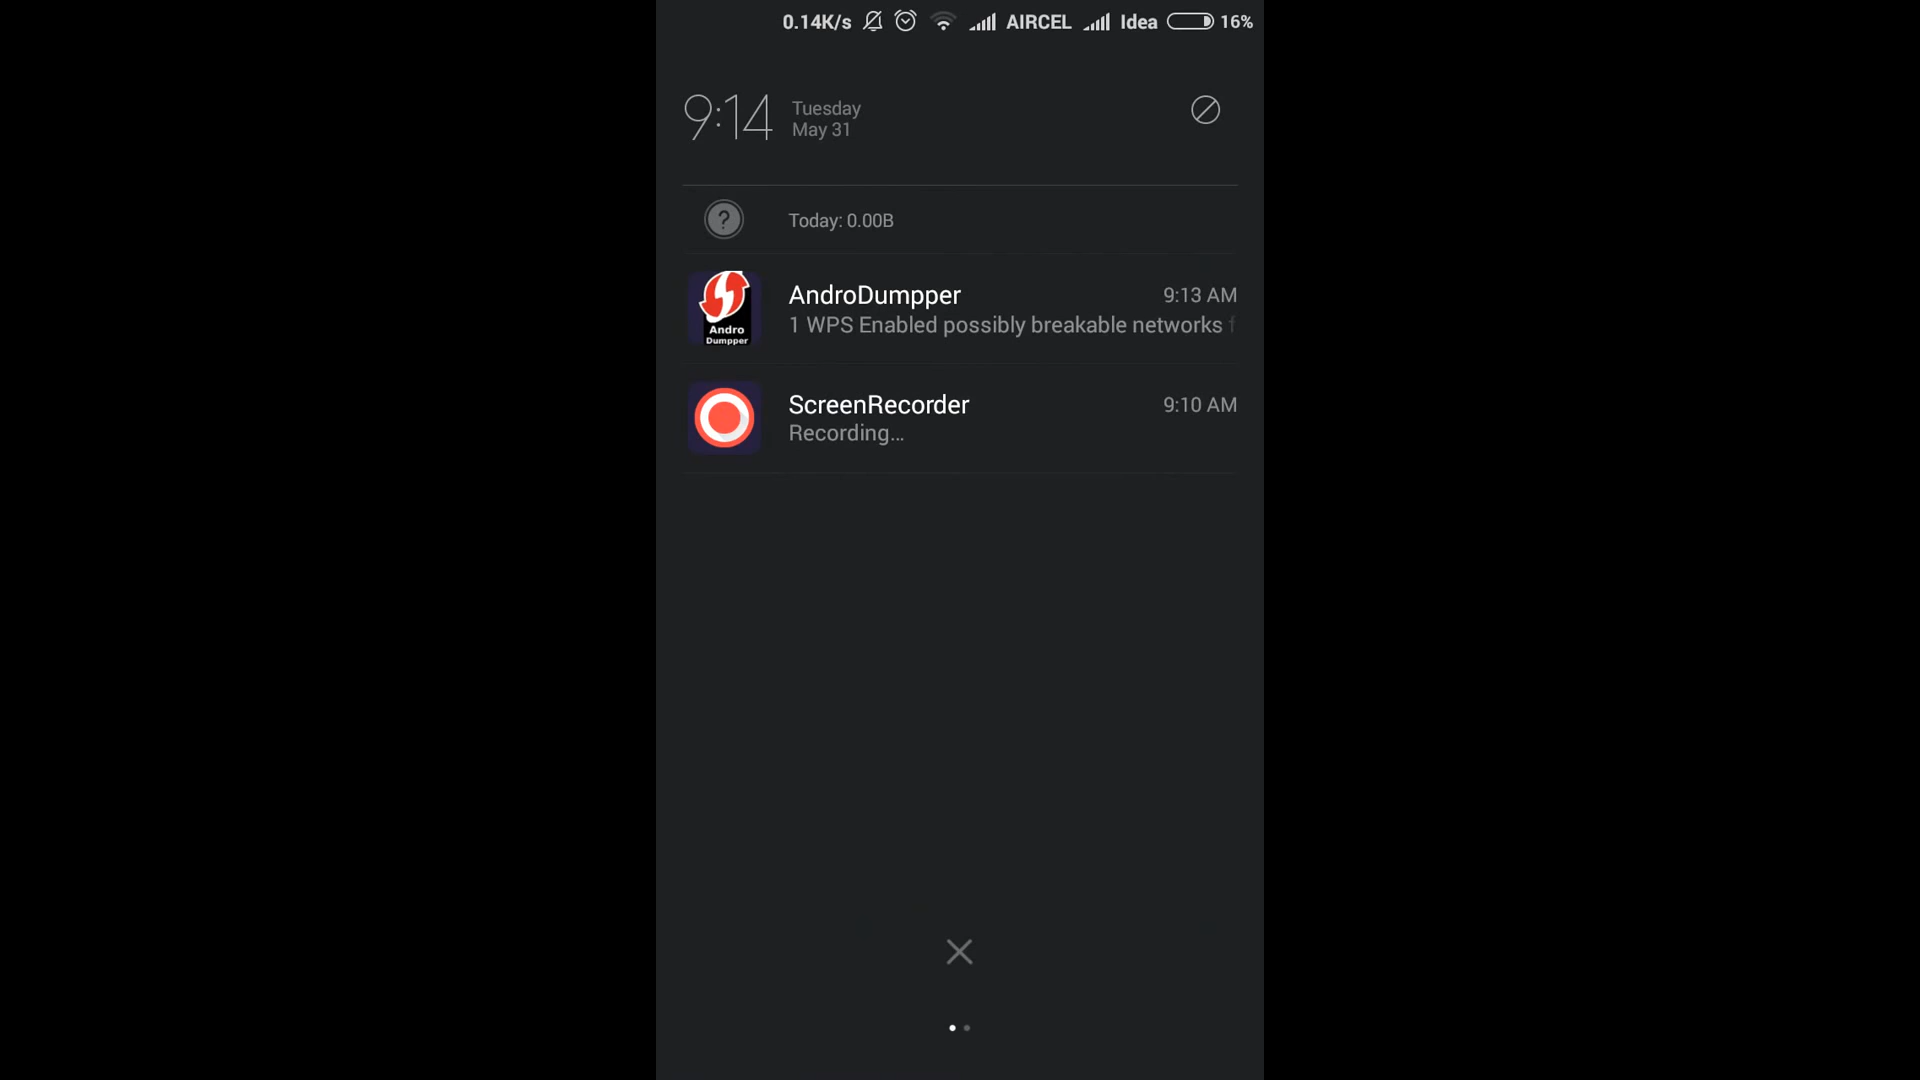 0.14K/s AIRCEL Idea 16%
9:14
Tuesday
May 31
?
Today: 0.00B
Andro
Dumpper
AndroDumpper 9:13 AM
1 WPS Enabled possibly breakable networks
ScreenRecorder 9:10 AM
Recording...